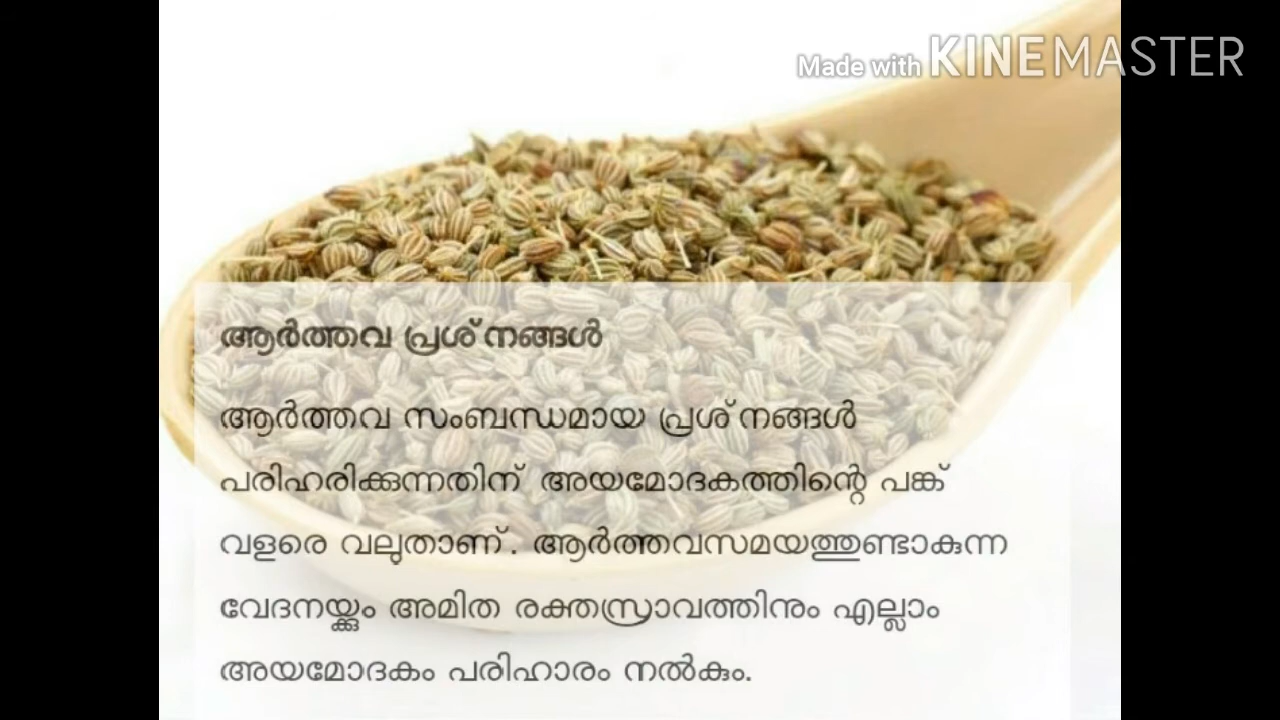 Made with KINEMASTER
ആർത്തവ പ്രശ്നങ്ങൾ
ആർത്തവ സംബന്ധമായ പ്രശ്നങ്ങൾ
പരിഹരിക്കുന്നതിന് അയമോദകത്തിന്റെ പങ്ക്
വളരെ വലുതാണ്. ആർത്തവസമയത്തുണ്ടാകുന്ന
വേദനയ്ക്കും അമിത രക്തസ്രാവത്തിനും എല്ലാം
അയമോദകം പരിഹാരം നൽകും.